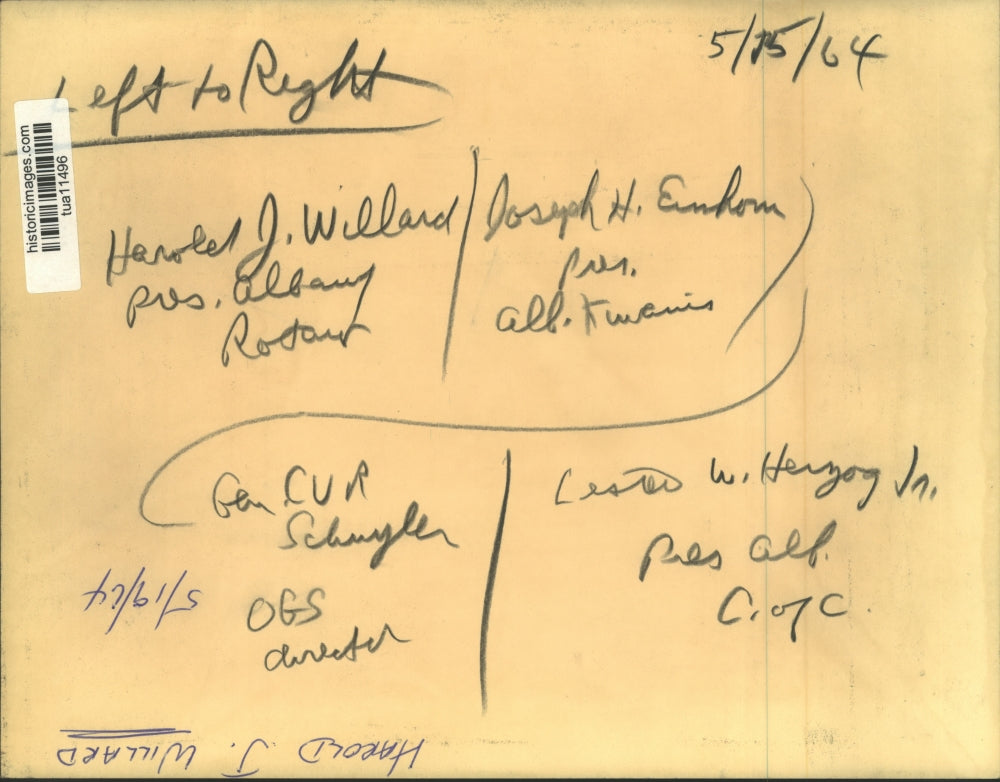 5/15/64
Left to Right
historicimages.com
tua11496
Harold J. Willard
pres. Albany
Rotary
Joseph H. Einhorn
pres.
Alb. Kiwanis
Gen. CVR
Schuyler
OGS
director
Lester W. Herzog Jr.
Pres Alb.
C. of C.
5/19/64
HAROLD J. WILLARD